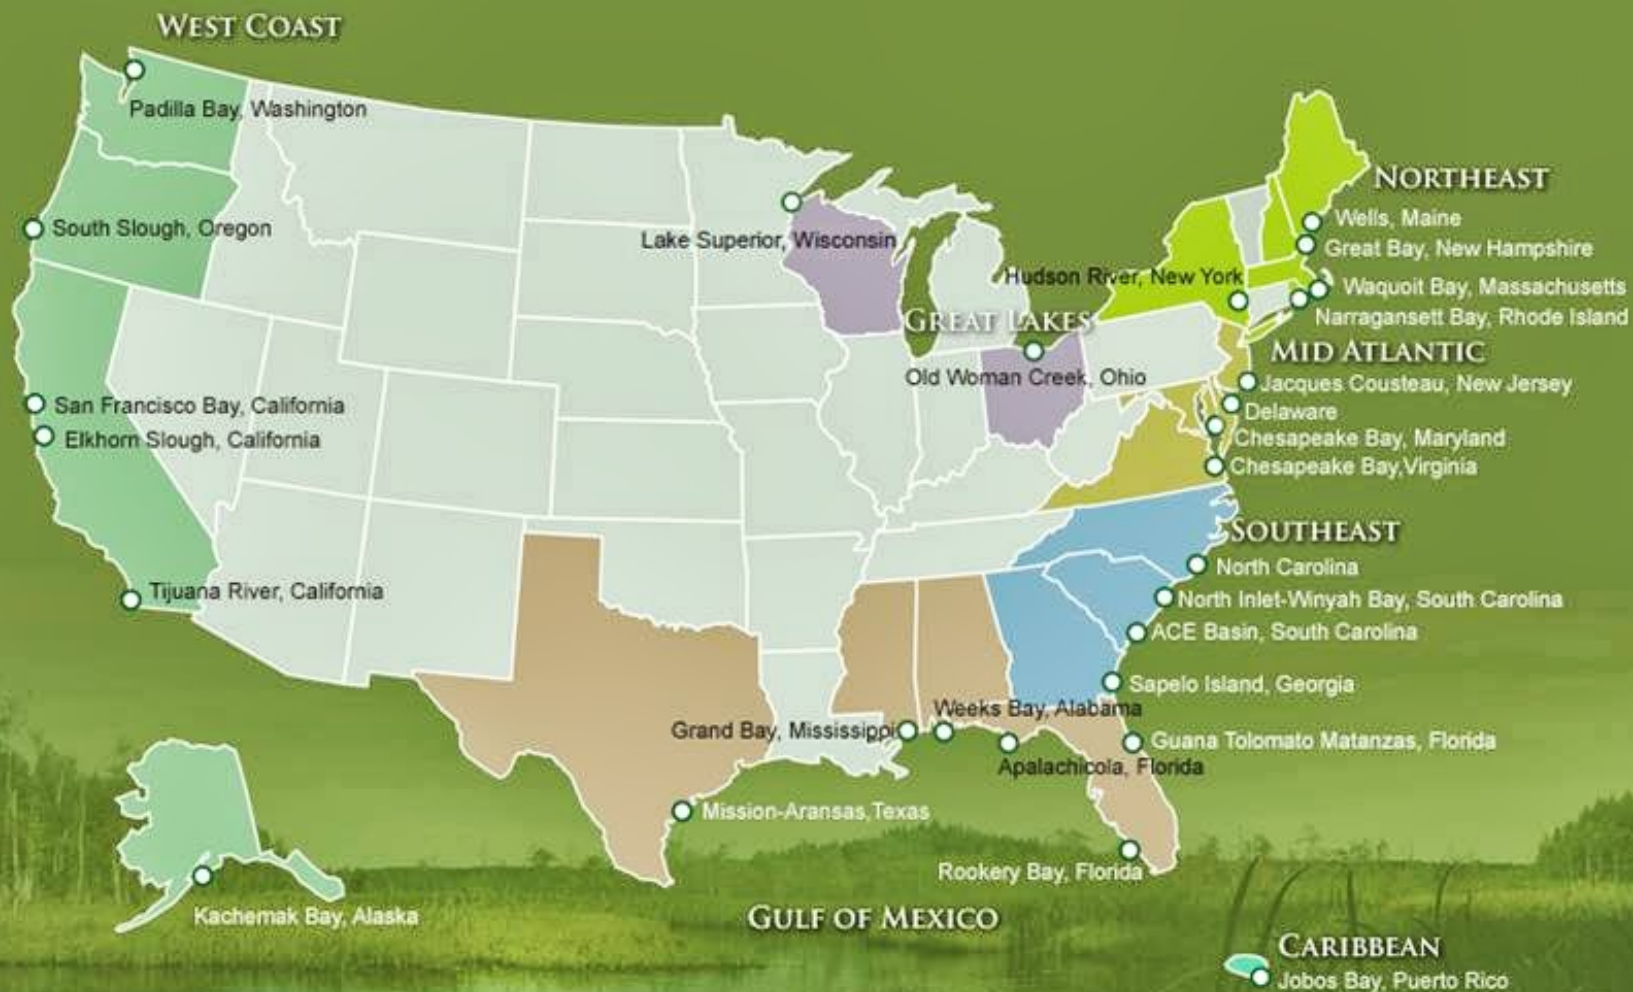 WEST COAST
Padilla Bay, Washington
South Slough, Oregon
San Francisco Bay, California
Elkhorn Slough, California
Tijuana River, California
Kachemak Bay, Alaska
Lake Superior, Wisconsin
GREAT LAKES
Old Woman Creek, Ohio
NORTHEAST
Wells, Maine
Great Bay, New Hampshire
Hudson River, New York
Waquoit Bay, Massachusetts
Narragansett Bay, Rhode Island
MID ATLANTIC
Jacques Cousteau, New Jersey
Delaware
Chesapeake Bay, Maryland
Chesapeake Bay,Virginia
SOUTHEAST
North Carolina
North Inlet-Winyah Bay, South Carolina
ACE Basin, South Carolina
Sapelo Island, Georgia
Guana Tolomato Matanzas, Florida
Weeks Bay, Alabama
Grand Bay, Mississippi
Apalachicola, Florida
Mission-Aransas,Texas
Rookery Bay, Florida
GULF OF MEXICO
CARIBBEAN
Jobos Bay, Puerto Rico